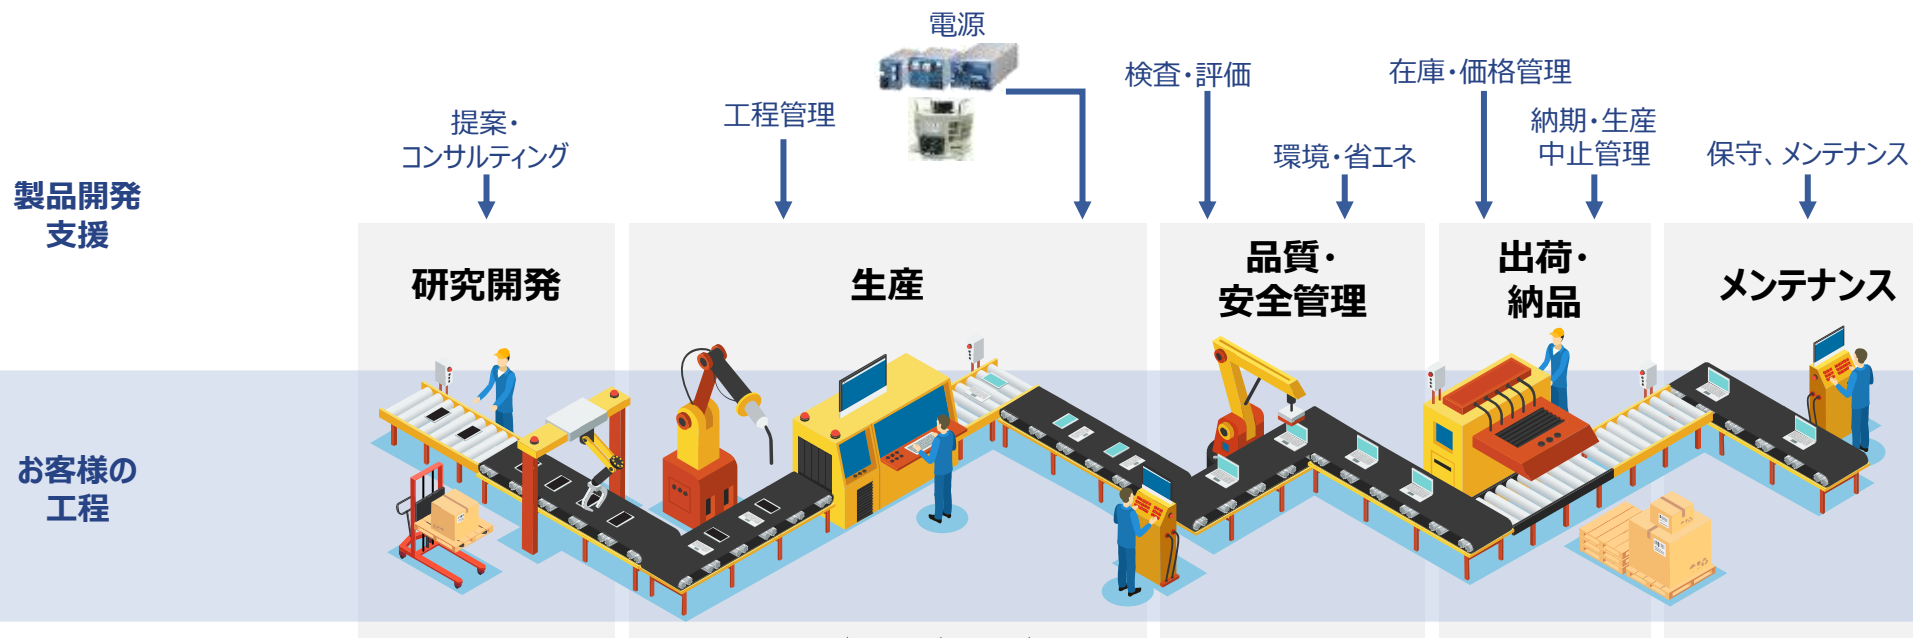 電源
検査・評価
在庫・価格管理
提案・
コンサルティング
工程管理
環境・省エネ
納期・生産
中止管理
保守、メンテナンス
製品開発
支援
研究開発
生産
品質・
安全管理
出荷・
納品
メンテナンス
お客様の
工程